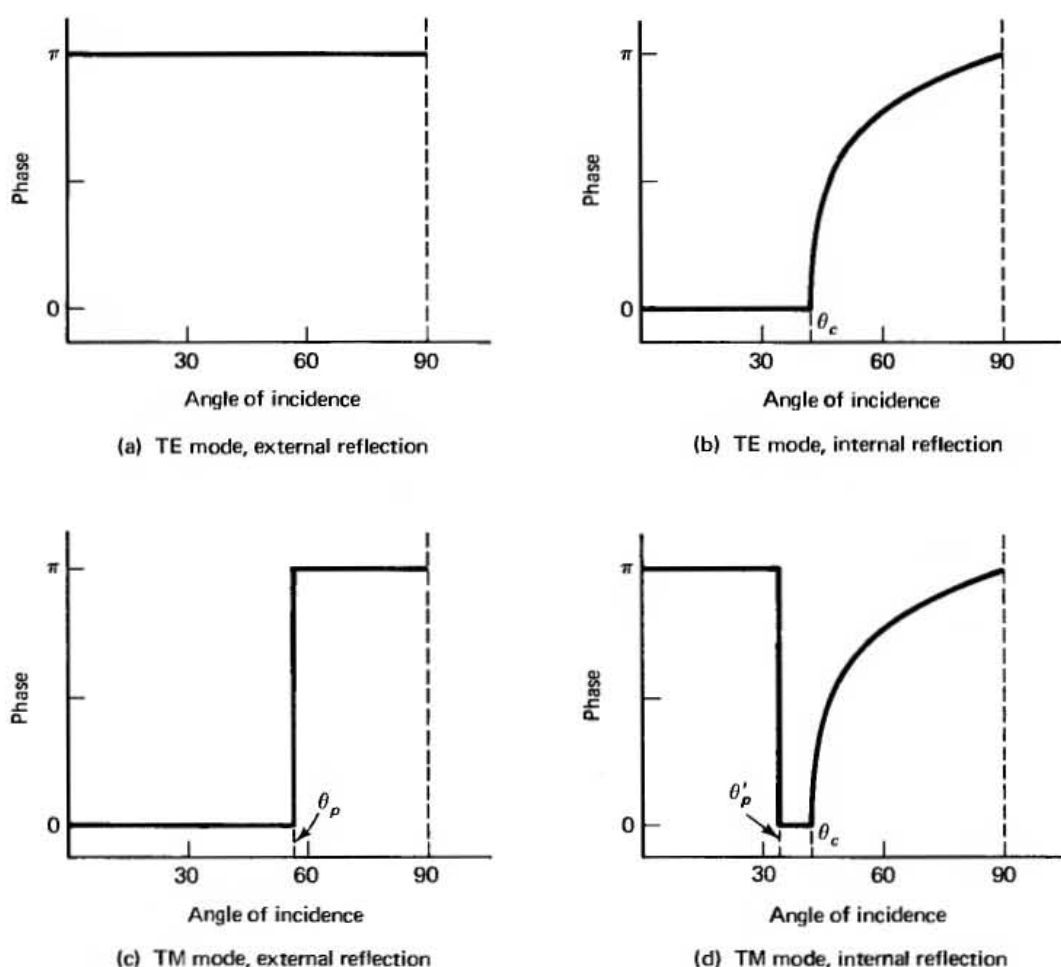 π
Phase
0
30
60
90
Angle of incidence
(a) TE mode, external reflection
π
Phase
0
θc
30
60
90
Angle of incidence
(b) TE mode, internal reflection
π
Phase
θp
0
30
60
90
Angle of incidence
(c) TM mode, external reflection
π
Phase
θ′p
0
θc
30
60
90
Angle of incidence
(d) TM mode, internal reflection